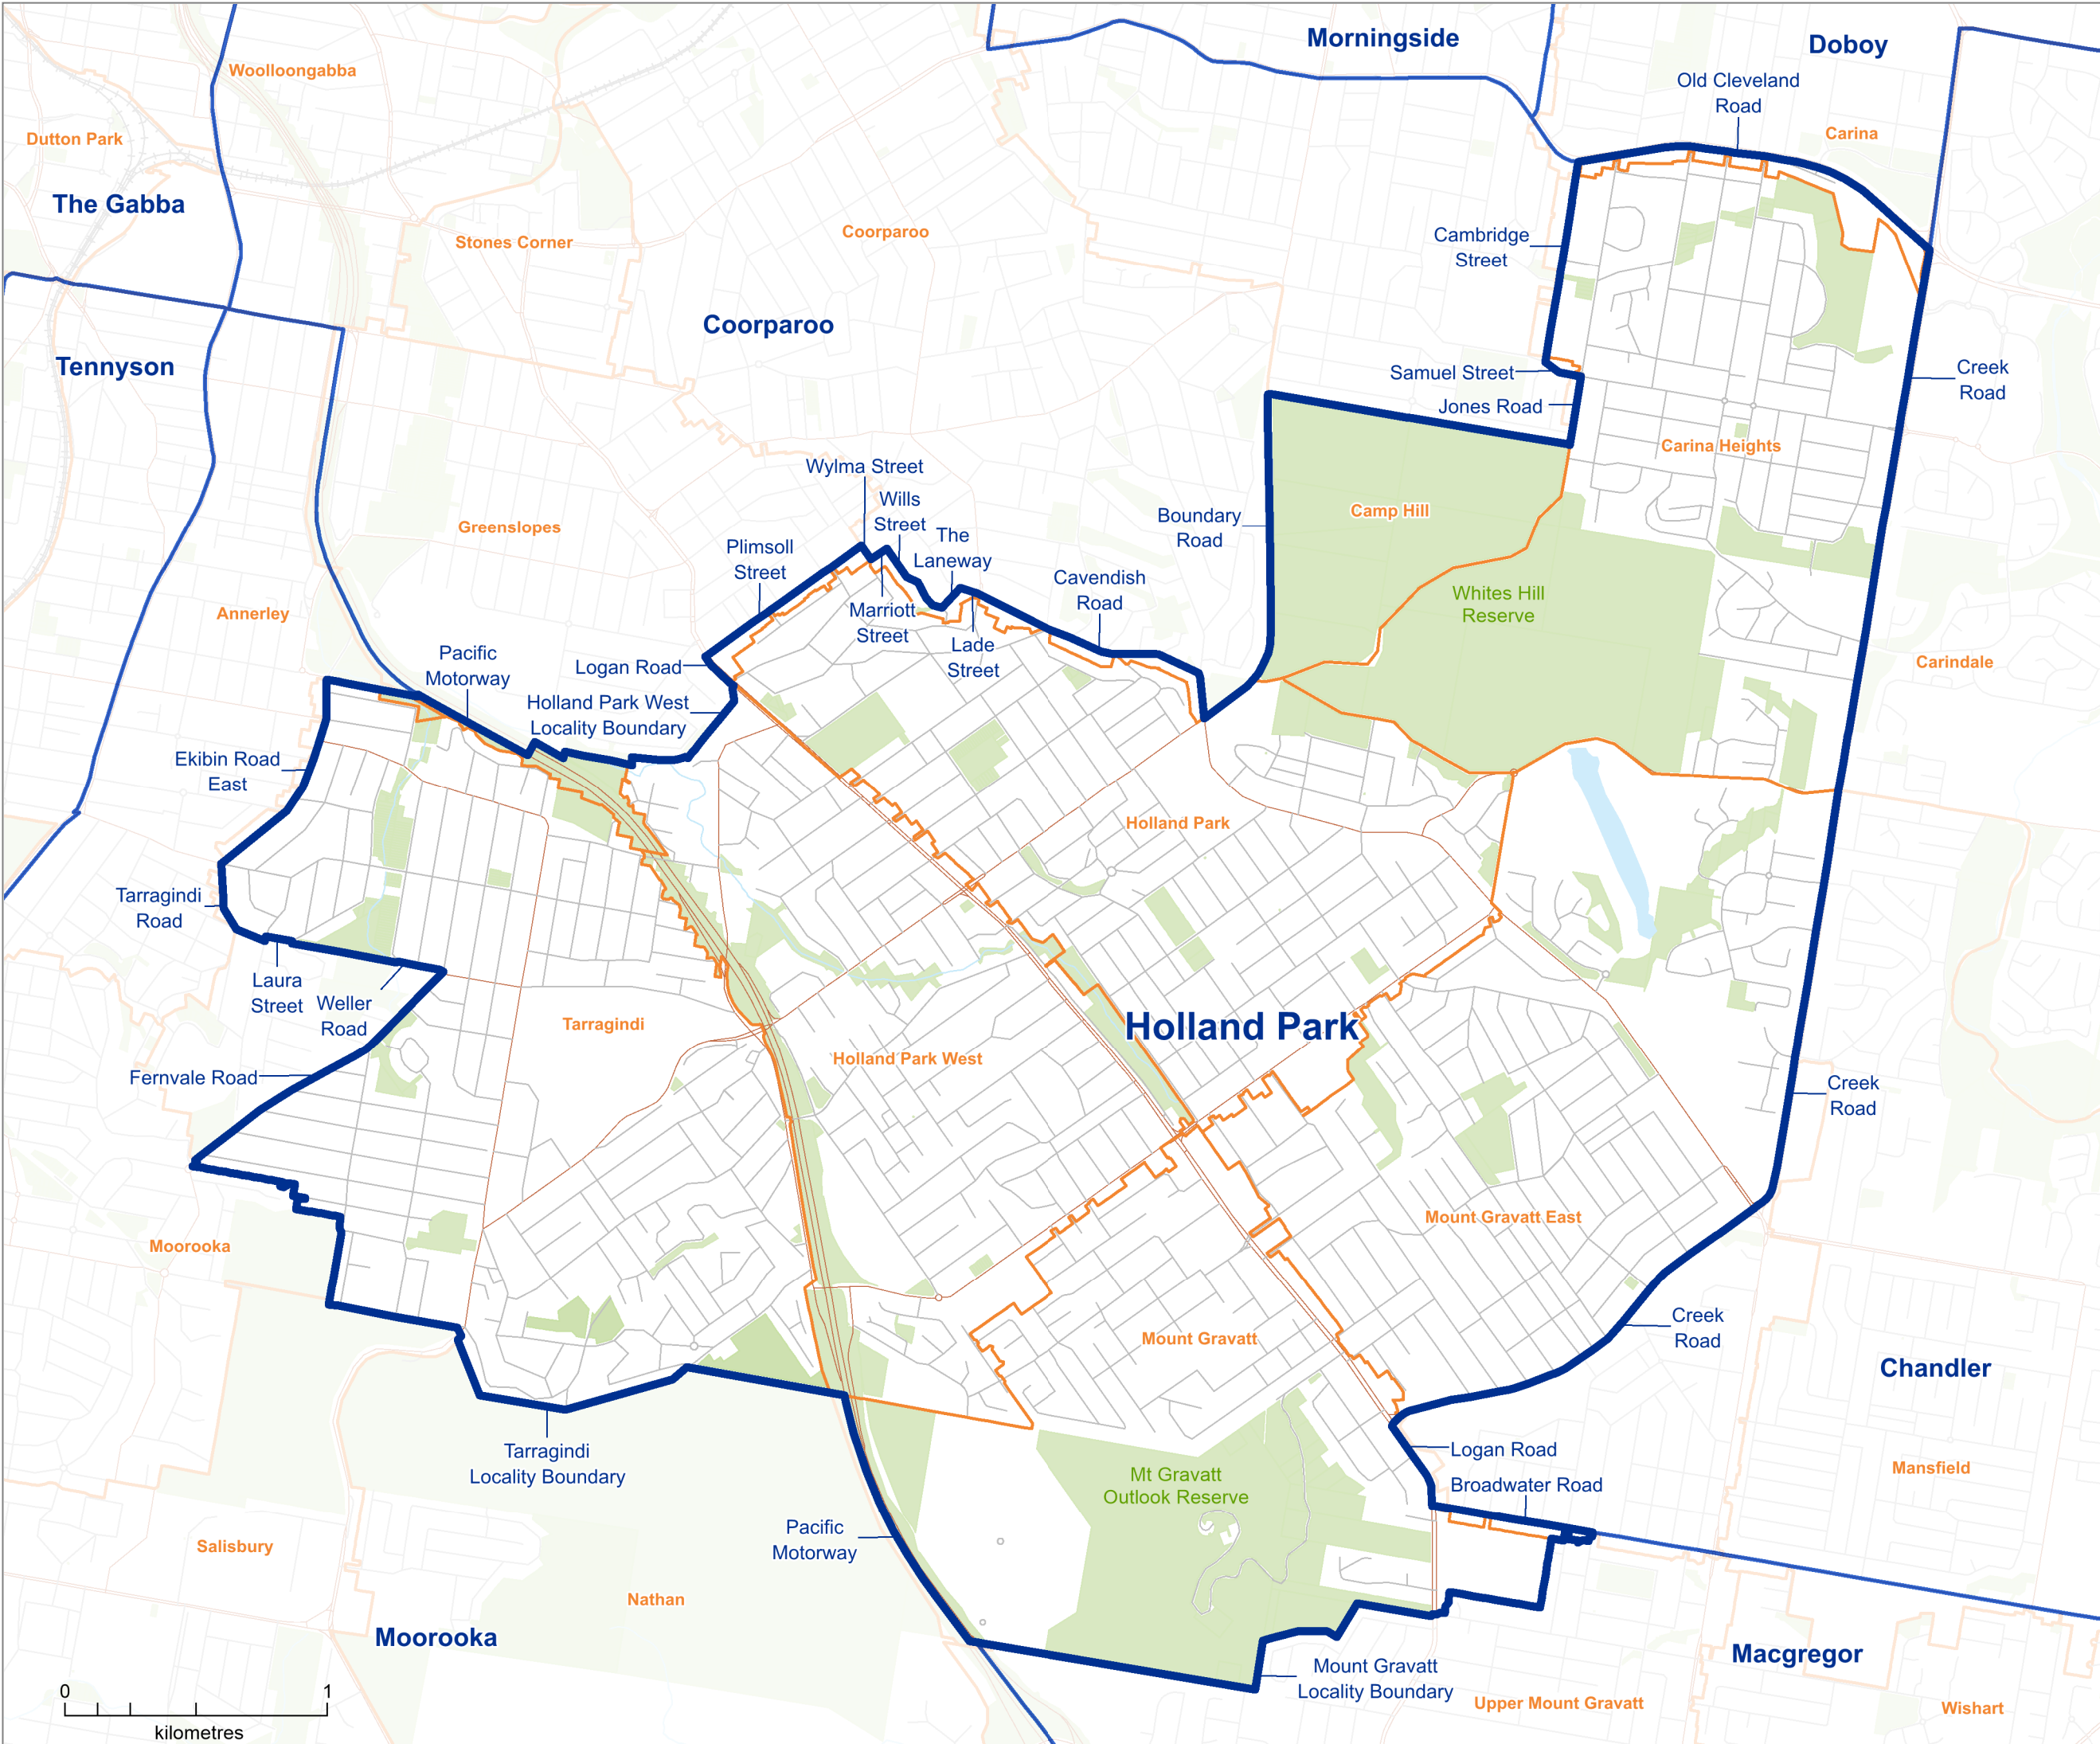 Morningside
Doboy
Woolloongabba
Old Cleveland
Road
Carina
Dutton Park
The Gabba
Stones Corner
Coorparoo
Cambridge
Street
Coorparoo
Tennyson
Samuel Street
Jones Road
Creek
Road
Carina Heights
Wylma Street
Wills
Street
The
Laneway
Boundary
Road
Camp Hill
Greenslopes
Plimsoll
Street
Cavendish
Road
Whites Hill
Reserve
Annerley
Marriott
Street
Lade
Street
Pacific
Motorway
Logan Road
Holland Park West
Locality Boundary
Carindale
Ekibin Road
East
Holland Park
Tarragindi
Road
Laura
Street
Weller
Road
Tarragindi
Holland Park
Holland Park West
Fernvale Road
Creek
Road
Moorooka
Mount Gravatt East
Mount Gravatt
Creek
Road
Chandler
Tarragindi
Locality Boundary
Logan Road
Broadwater Road
Mansfield
Mt Gravatt
Outlook Reserve
Pacific
Motorway
Salisbury
Nathan
Moorooka
Macgregor
Mount Gravatt
Locality Boundary
Upper Mount Gravatt
Wishart
0 1
kilometres